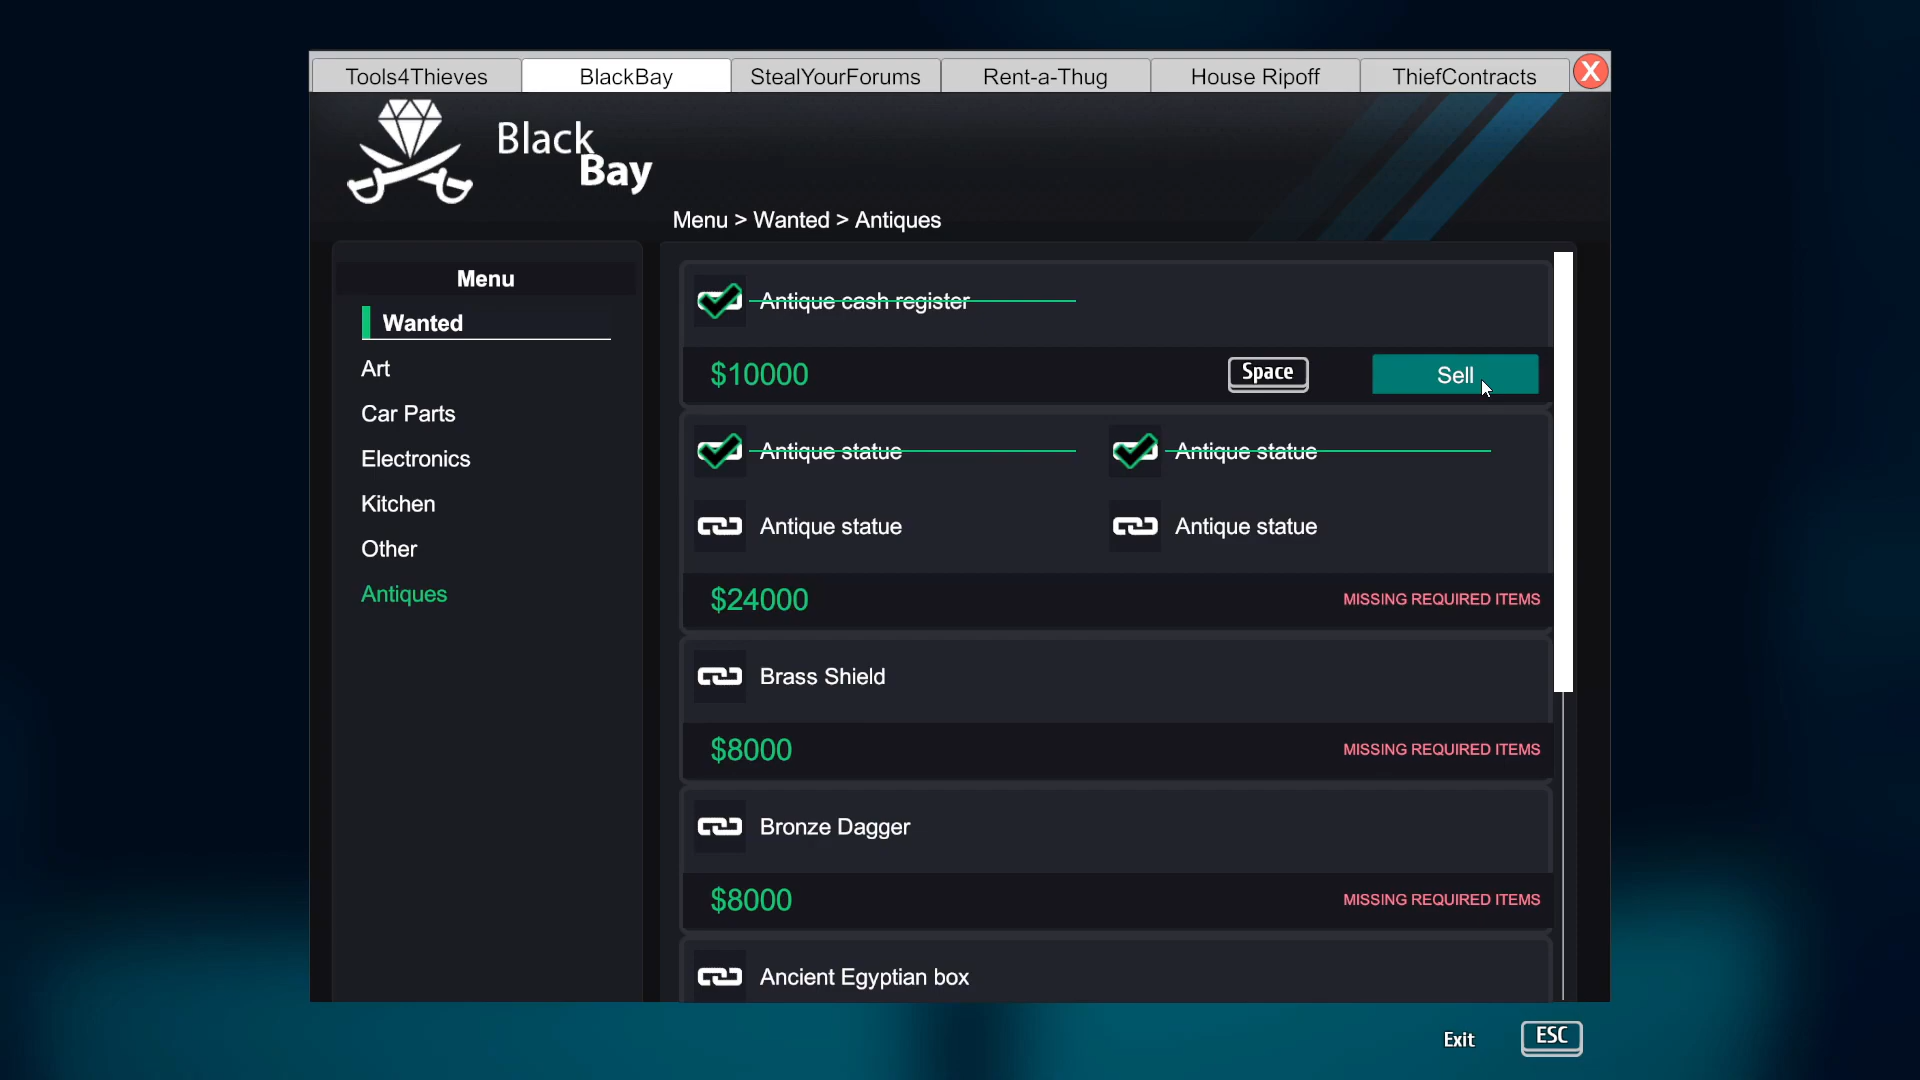 Tools4Thieves BlackBay StealYourForums Rent-a-Thug House Ripoff ThiefContracts X
Black
Bay
Menu > Wanted > Antiques
Menu
Wanted
Art
Car Parts
Electronics
Kitchen
Other
Antiques
Antique cash register
$10000 Space Sell
Antique statue Antique statue
Antique statue Antique statue
$24000 MISSING REQUIRED ITEMS
Brass Shield
$8000 MISSING REQUIRED ITEMS
Bronze Dagger
$8000 MISSING REQUIRED ITEMS
Ancient Egyptian box
Exit ESC